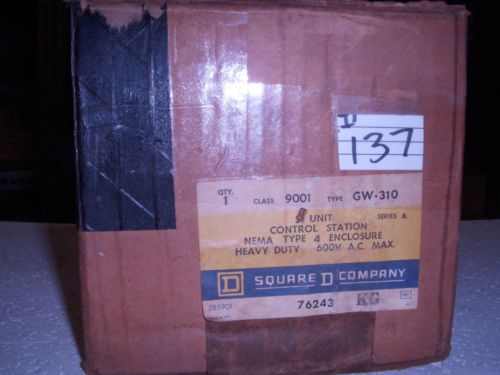 137
QTY.
1 CLASS 9001 TYPE GW-310
UNIT SERIES A
CONTROL STATION
NEMA TYPE 4 ENCLOSURE
HEAVY DUTY 600V A.C. MAX.
D SQUARE D COMPANY
785901 76243 KG